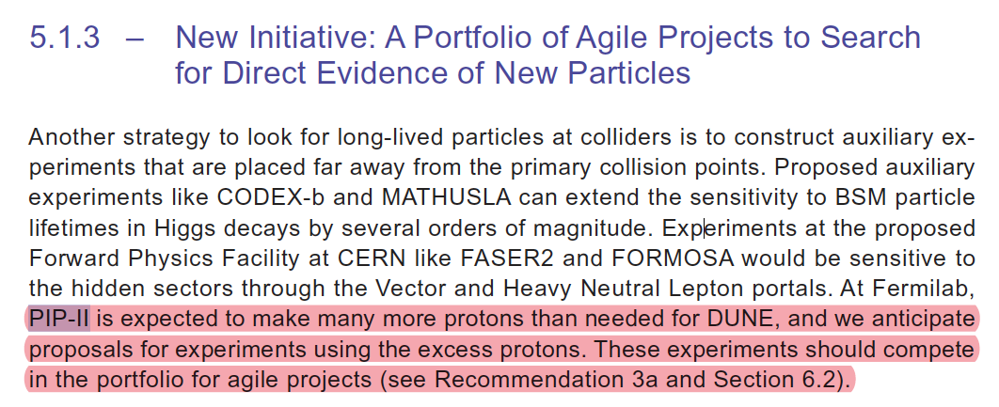 5.1.3 – New Initiative: A Portfolio of Agile Projects to Search
for Direct Evidence of New Particles
Another strategy to look for long-lived particles at colliders is to construct auxiliary ex-
periments that are placed far away from the primary collision points. Proposed auxiliary
experiments like CODEX-b and MATHUSLA can extend the sensitivity to BSM particle
lifetimes in Higgs decays by several orders of magnitude. Experiments at the proposed
Forward Physics Facility at CERN like FASER2 and FORMOSA would be sensitive to
the hidden sectors through the Vector and Heavy Neutral Lepton portals. At Fermilab,
PIP-II is expected to make many more protons than needed for DUNE, and we anticipate
proposals for experiments using the excess protons. These experiments should compete
in the portfolio for agile projects (see Recommendation 3a and Section 6.2).